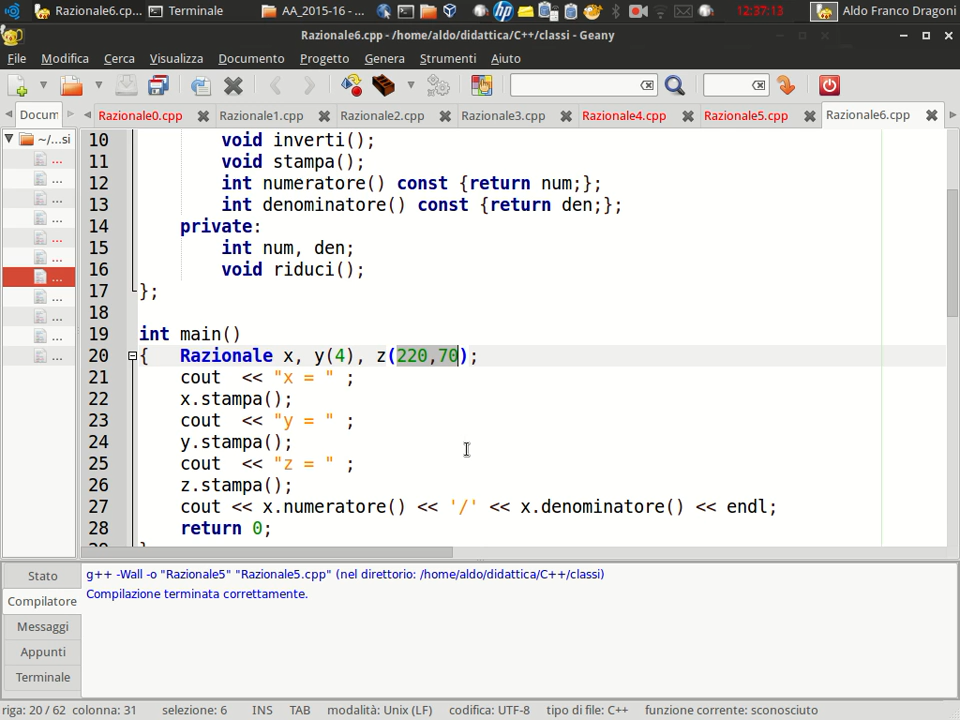 Razionale6.cp...
Terminale
AA_2015-16 - ...
12:37:13
Aldo Franco Dragoni
Razionale6.cpp - /home/aldo/didattica/C++/classi - Geany
File Modifica Cerca Visualizza Documento Progetto Genera Strumenti Aiuto
Docum
Razionale0.cpp Razionale1.cpp Razionale2.cpp Razionale3.cpp Razionale4.cpp Razionale5.cpp Razionale6.cpp
~/...si
...
...
...
...
...
...
...
...
...
...
...
10 void inverti();
11 void stampa();
12 int numeratore() const {return num;};
13 int denominatore() const {return den;};
14 private:
15 int num, den;
16 void riduci();
17 };
18
19 int main()
20 { Razionale x, y(4), z(220,70);
21 cout << "x = " ;
22 x.stampa();
23 cout << "y = " ;
24 y.stampa();
25 cout << "z = " ;
26 z.stampa();
27 cout << x.numeratore() << '/' << x.denominatore() << endl;
28 return 0;
Stato
Compilatore
Messaggi
Appunti
Terminale
g++ -Wall -o "Razionale5" "Razionale5.cpp" (nel direttorio: /home/aldo/didattica/C++/classi)
Compilazione terminata correttamente.
riga: 20 / 62 colonna: 31 selezione: 6 INS TAB modalità: Unix (LF) codifica: UTF-8 tipo di file: C++ funzione corrente: sconosciuto